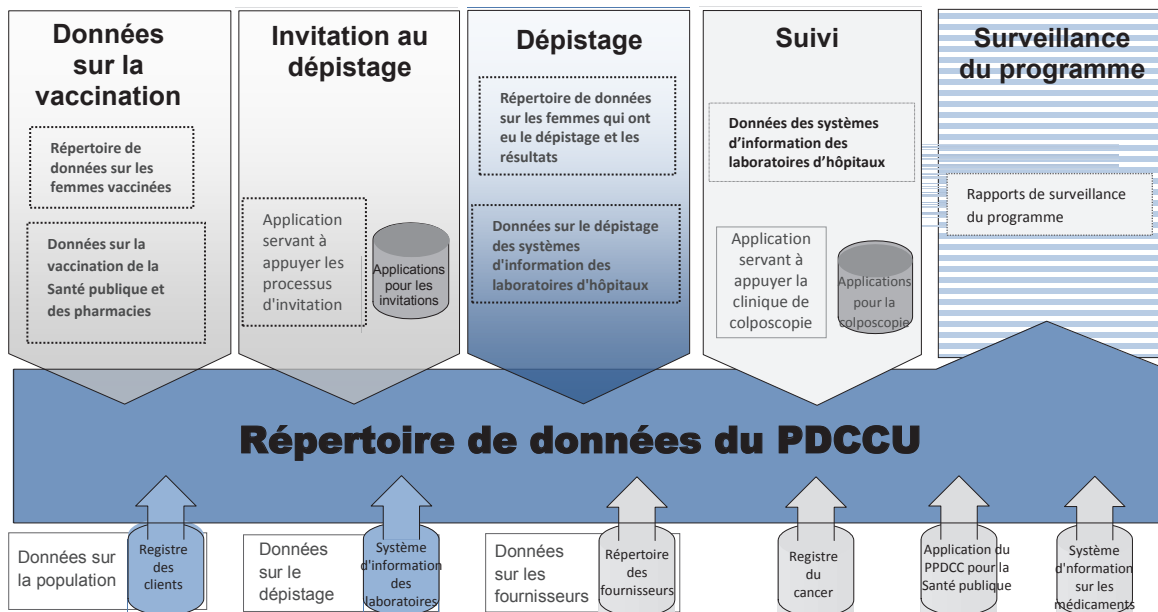 Données
sur la
vaccination
Répertoire de
données sur les
femmes vaccinées
Données sur la
vaccination de la
Santé publique et
des pharmacies
Invitation au
dépistage
Application
servant à
appuyer les
processus
d'invitation
Applications
pour les
invitations
Dépistage
Répertoire de données
sur les femmes qui ont
eu le dépistage et les
résultats
Données sur le dépistage
des systèmes
d'information des
laboratoires d'hôpitaux
Suivi
Données des systèmes
d’information des
laboratoires d’hôpitaux
Application
servant à
appuyer la
clinique de
colposcopie
Applications
pour la
colposcopie
Surveillance
du programme
Rapports de surveillance
du programme
Répertoire de données du PDCCU
Données sur
la population
Registre
des
clients
Données
sur le
dépistage
Système
d'information
des
laboratoires
Données
sur les
fournisseurs
Répertoire
des
fournisseurs
Registre
du
cancer
Application du
PPDCC pour la
Santé publique
Système
d'nformation
sur les
médicaments